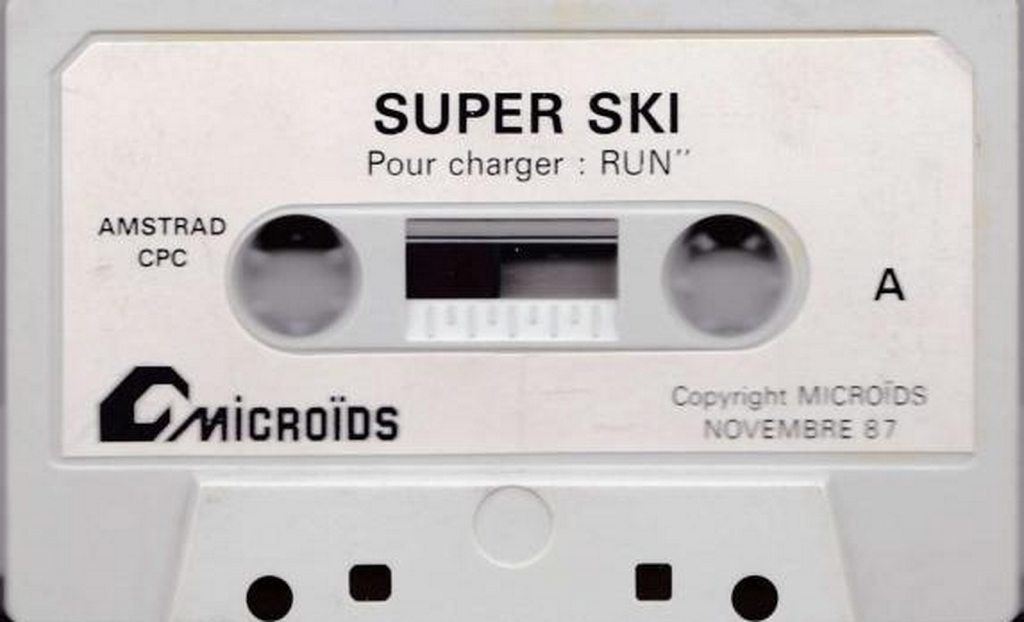 SUPER SKI
Pour charger : RUN"
AMSTRAD
CPC
A
MICROÏDS
Copyright MICROÏDS
NOVEMBRE 87